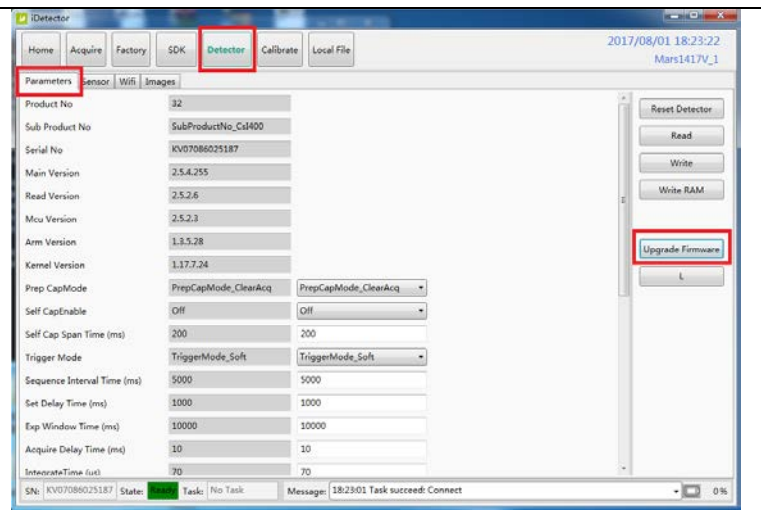 iDetector
Home Acquire Factory SDK Detector Calibrate Local File
2017/08/01 18:23:22
Mars1417V_1
Parameters Sensor Wifi Images
Product No 32
Reset Detector
Sub Product No SubProductNo_CsI400
Read
Serial No KV07086025187
Write
Main Version 2.5.4.255
Read Version 2.5.2.6
Write RAM
Mcu Version 2.5.2.3
Arm Version 1.3.5.28
Upgrade Firmware
Kernel Version 1.17.7.24
L
Prep CapMode PrepCapMode_ClearAcq PrepCapMode_ClearAcq
Self CapEnable Off Off
Self Cap Span Time (ms) 200 200
Trigger Mode TriggerMode_Soft TriggerMode_Soft
Sequence Interval Time (ms) 5000 5000
Set Delay Time (ms) 1000 1000
Exp Window Time (ms) 10000 10000
Acquire Delay Time (ms) 10 10
IntegrateTime (us) 70 70
SN: KV07086025187 State: Ready Task: No Task Message: 18:23:01 Task succeed: Connect 0%